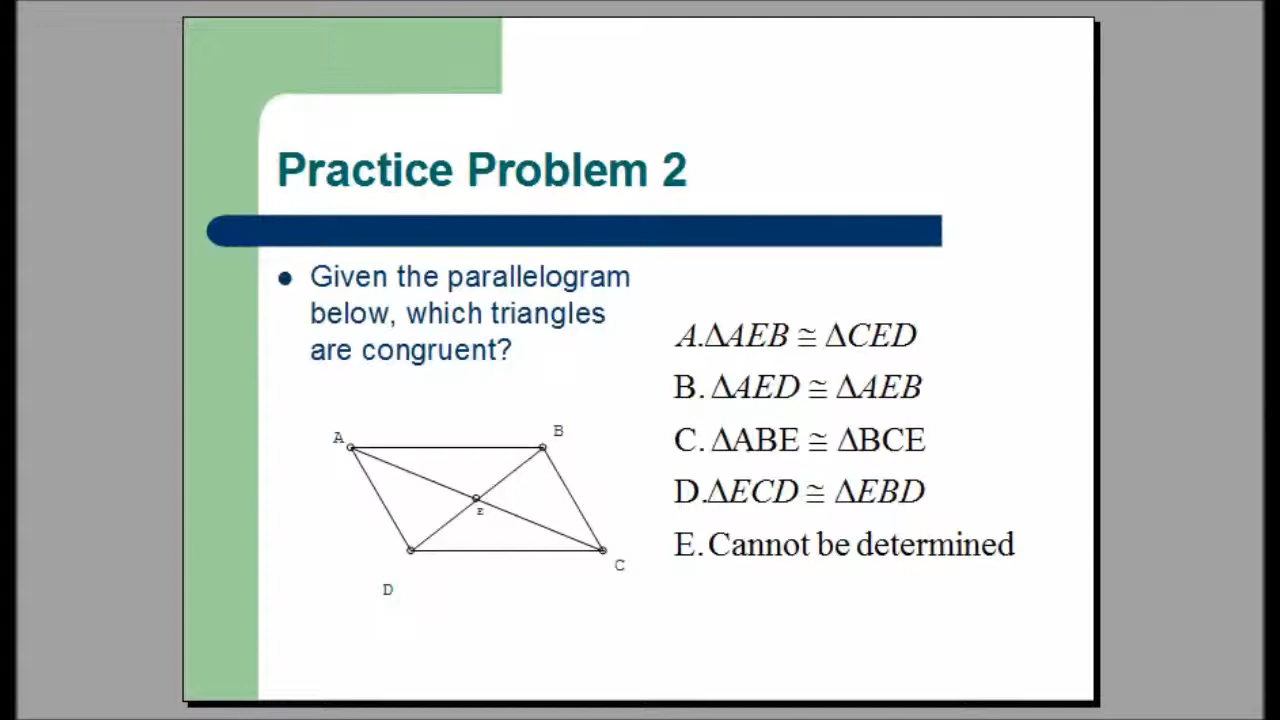 Practice Problem 2
Given the parallelogram
below, which triangles
are congruent?
A.ΔAEB ≅ ΔCED
B. ΔAED ≅ ΔAEB
C. ΔABE ≅ ΔBCE
D.ΔECD ≅ ΔEBD
E. Cannot be determined
A
B
E
C
D